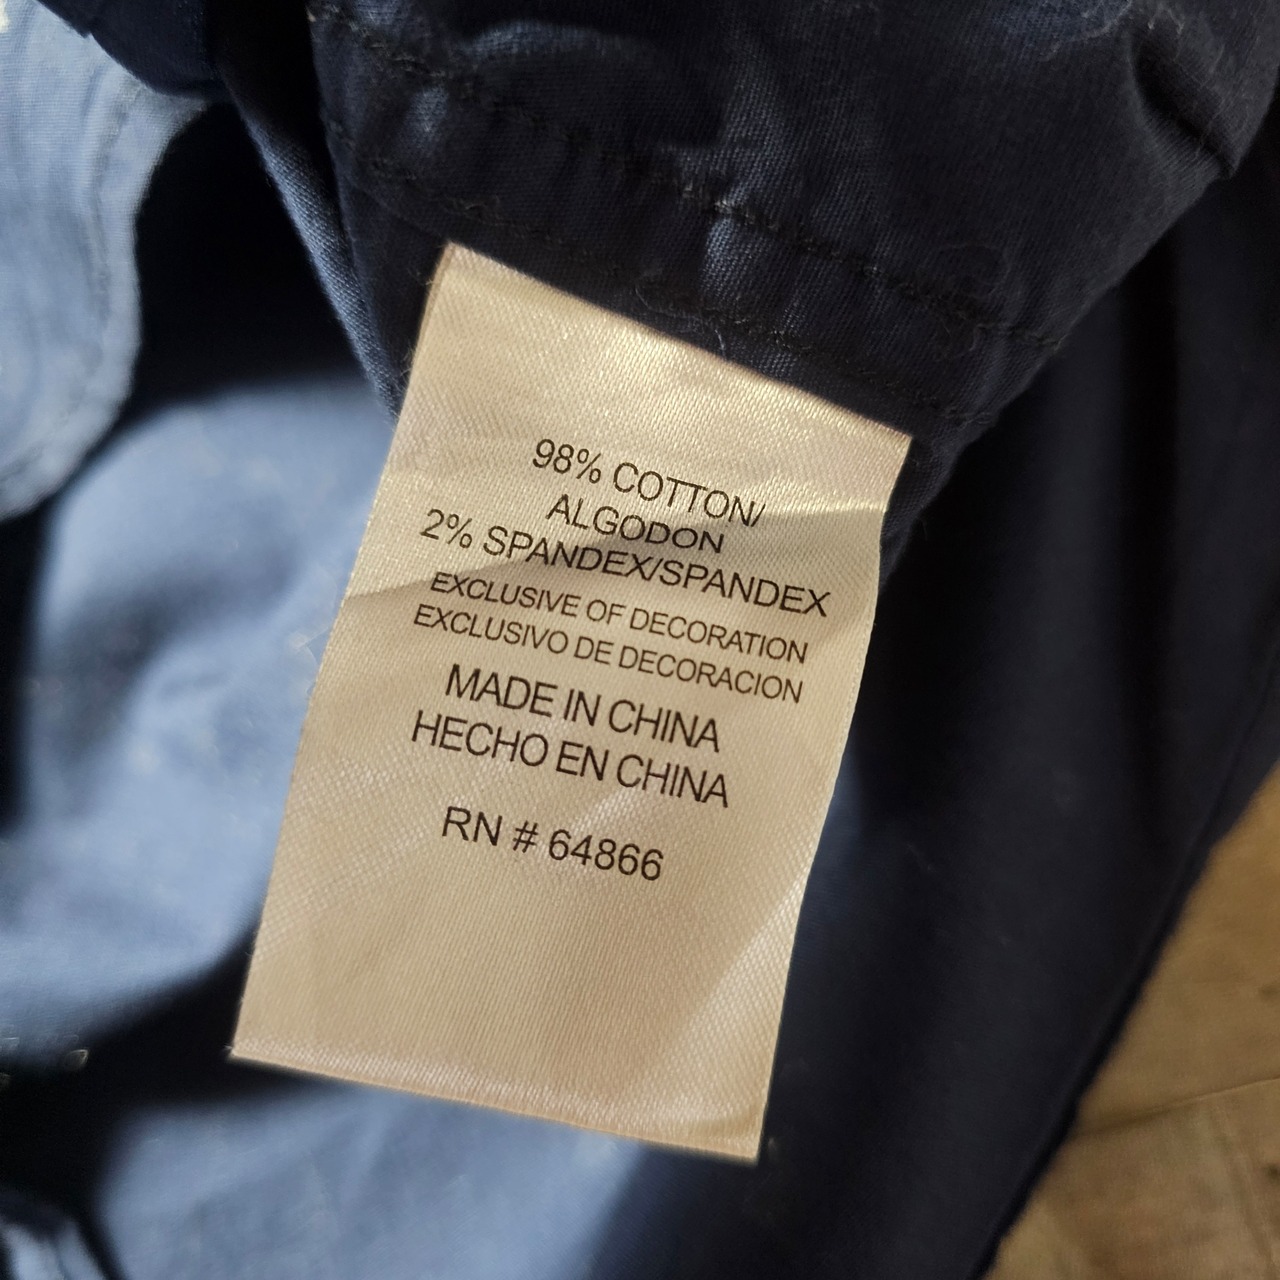 98% COTTON/
ALGODON
2% SPANDEX/SPANDEX
EXCLUSIVE OF DECORATION
EXCLUSIVO DE DECORACION
MADE IN CHINA
HECHO EN CHINA
RN # 64866